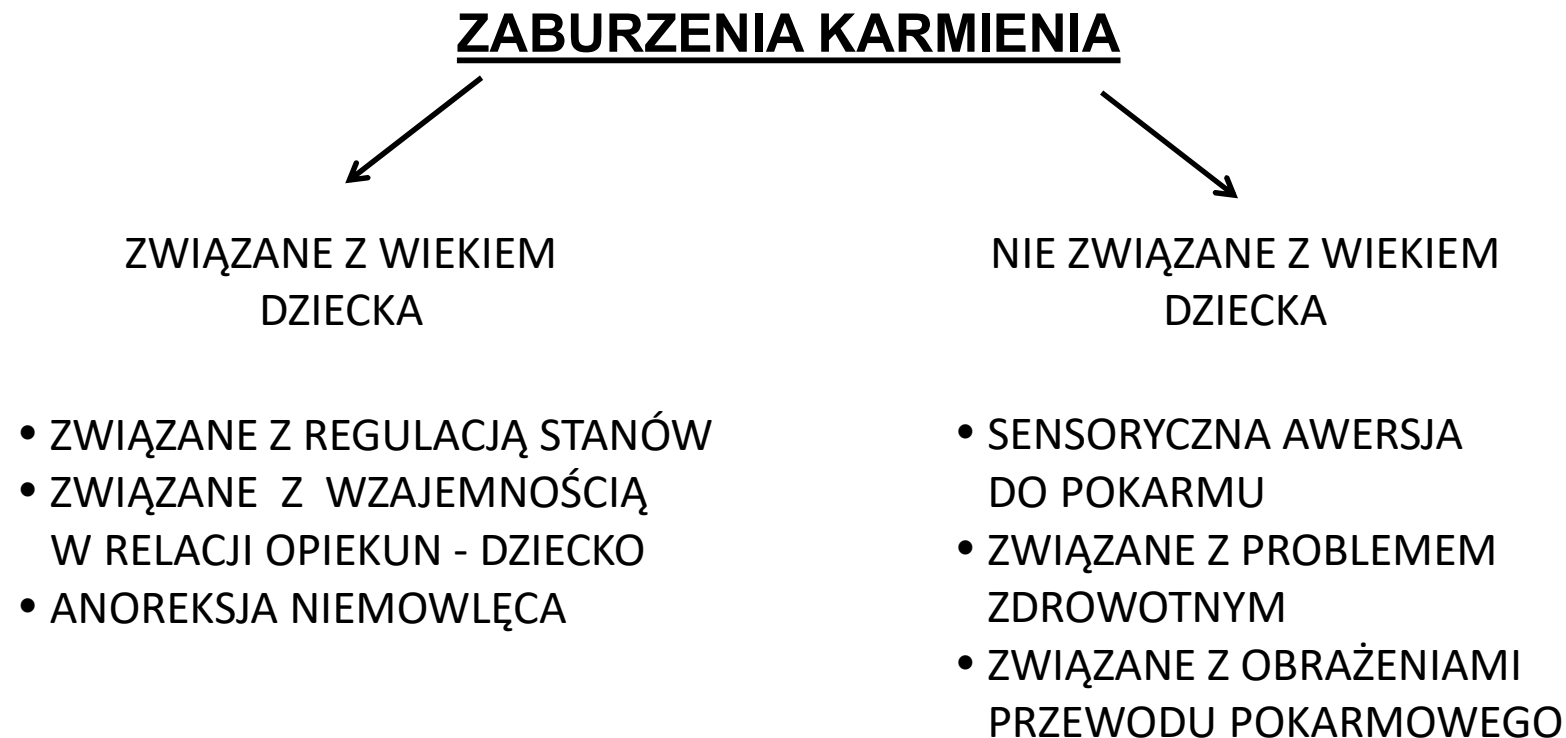 ZABURZENIA KARMIENIA
ZWIĄZANE Z WIEKIEM
DZIECKA
• ZWIĄZANE Z REGULACJĄ STANÓW
• ZWIĄZANE Z WZAJEMNOŚCIĄ
W RELACJI OPIEKUN - DZIECKO
• ANOREKSJA NIEMOWLĘCA
NIE ZWIĄZANE Z WIEKIEM
DZIECKA
• SENSORYCZNA AWERSJA
DO POKARMU
• ZWIĄZANE Z PROBLEMEM
ZDROWOTNYM
• ZWIĄZANE Z OBRAŻENIAMI
PRZEWODU POKARMOWEGO